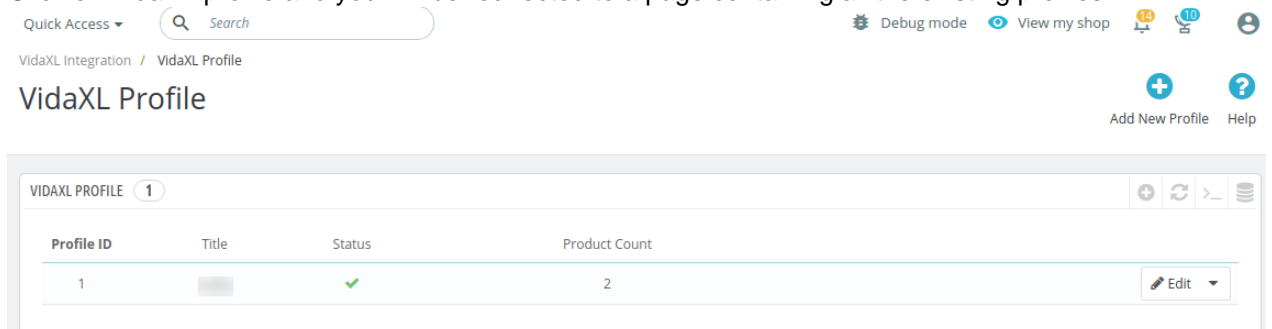 Quick Access
Search
Debug mode
View my shop
14
10
VidaXL Integration / VidaXL Profile
VidaXL Profile
Add New Profile
Help
VIDAXL PROFILE 1
Profile ID Title Status Product Count
1 2 Edit